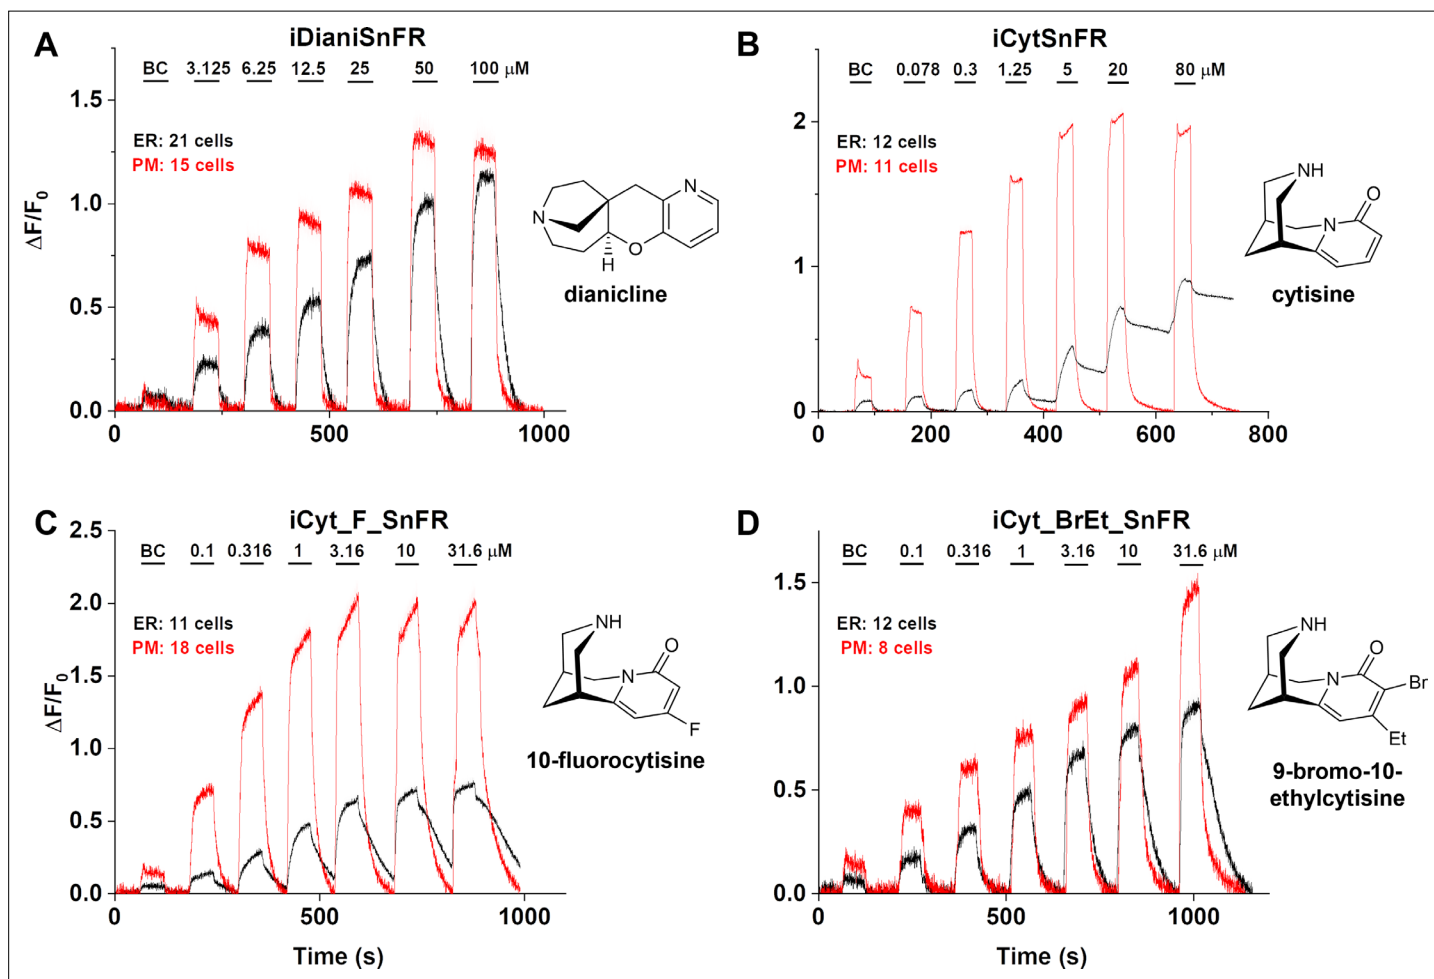 A
iDianiSnFR
BC 3.125 6.25 12.5 25 50 100 μM
ER: 21 cells
PM: 15 cells
1.5
1.0
0.5
0.0
ΔF/F0
0 500 1000
N
N
O
H
dianicline
B
iCytSnFR
BC 0.078 0.3 1.25 5 20 80 μM
ER: 12 cells
PM: 11 cells
2
1
0
0 200 400 600 800
NH
O
N
cytisine
C
iCyt_F_SnFR
BC 0.1 0.316 1 3.16 10 31.6 μM
ER: 11 cells
PM: 18 cells
2.5
2.0
1.5
1.0
0.5
0.0
ΔF/F0
0 500 1000
Time (s)
NH
O
N
F
10-fluorocytisine
D
iCyt_BrEt_SnFR
BC 0.1 0.316 1 3.16 10 31.6 μM
ER: 12 cells
PM: 8 cells
1.5
1.0
0.5
0.0
0 500 1000
Time (s)
NH
O
N
Br
Et
9-bromo-10-
ethylcytisine